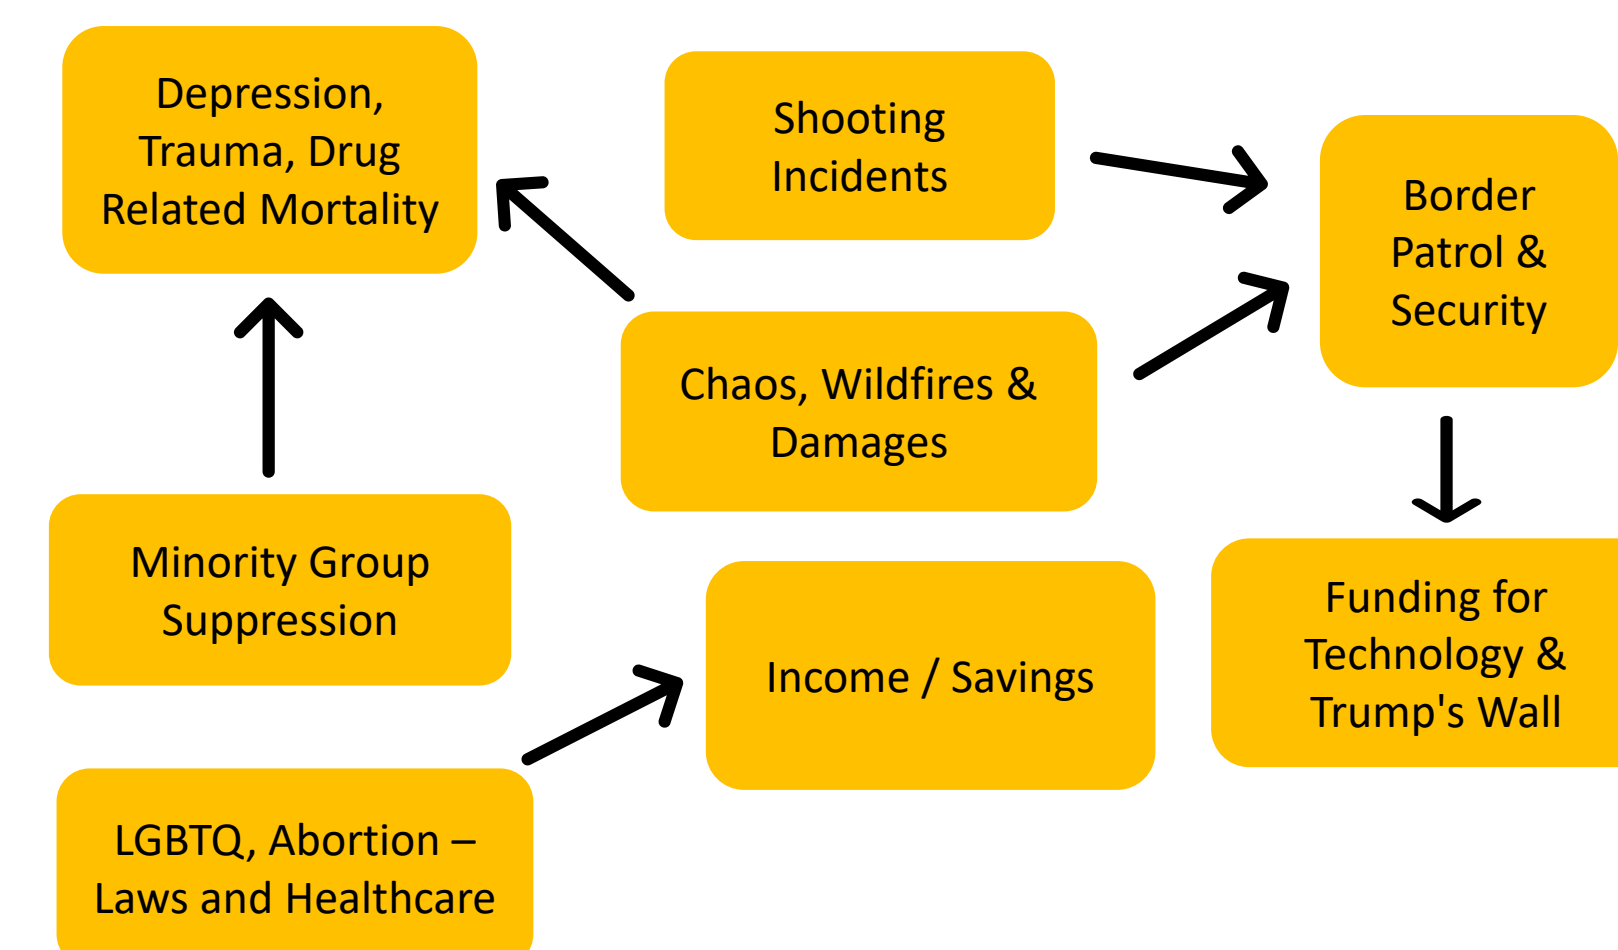 Depression,
Trauma, Drug
Related Mortality
Shooting
Incidents
Border
Patrol &
Security
Chaos, Wildfires &
Damages
Minority Group
Suppression
Income / Savings
Funding for
Technology &
Trump's Wall
LGBTQ, Abortion –
Laws and Healthcare